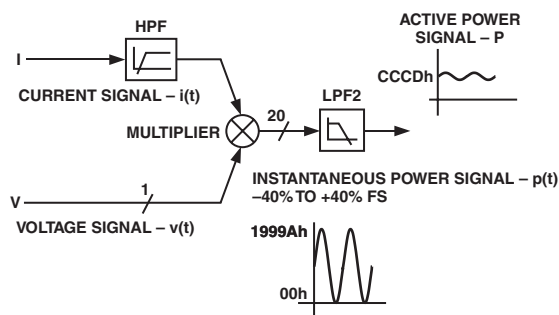 HPF
I
CURRENT SIGNAL – i(t)
MULTIPLIER
20
LPF2
ACTIVE POWER
SIGNAL – P
CCCDh
V
1
VOLTAGE SIGNAL – v(t)
INSTANTANEOUS POWER SIGNAL – p(t)
–40% TO +40% FS
1999Ah
00h